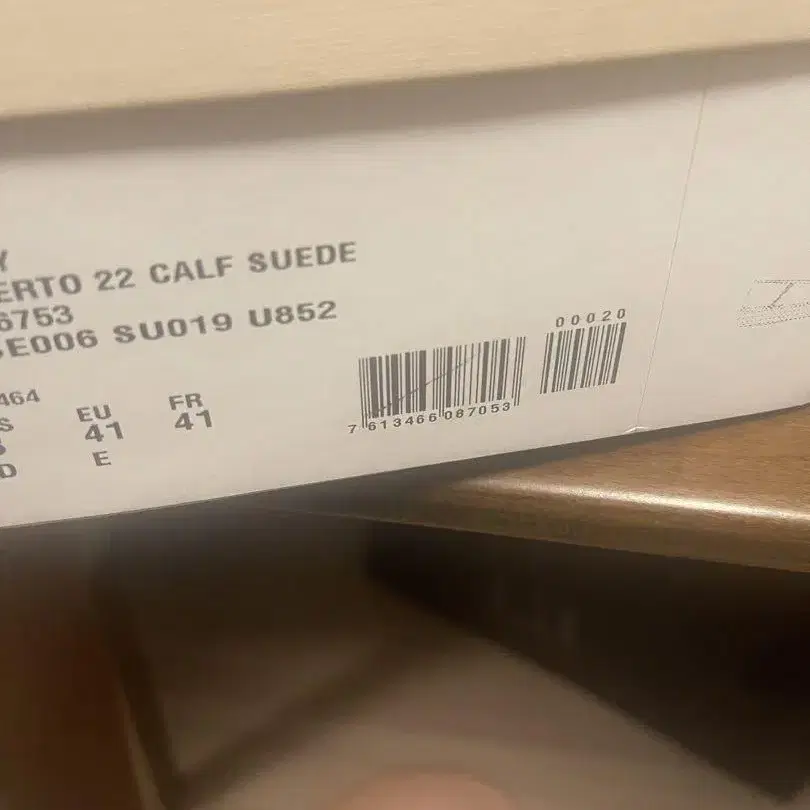 Y
ERTO 22 CALF SUEDE
6753
E006 SU019 U852
464
S EU FR
41 41
D E
00020
7 613466 087053